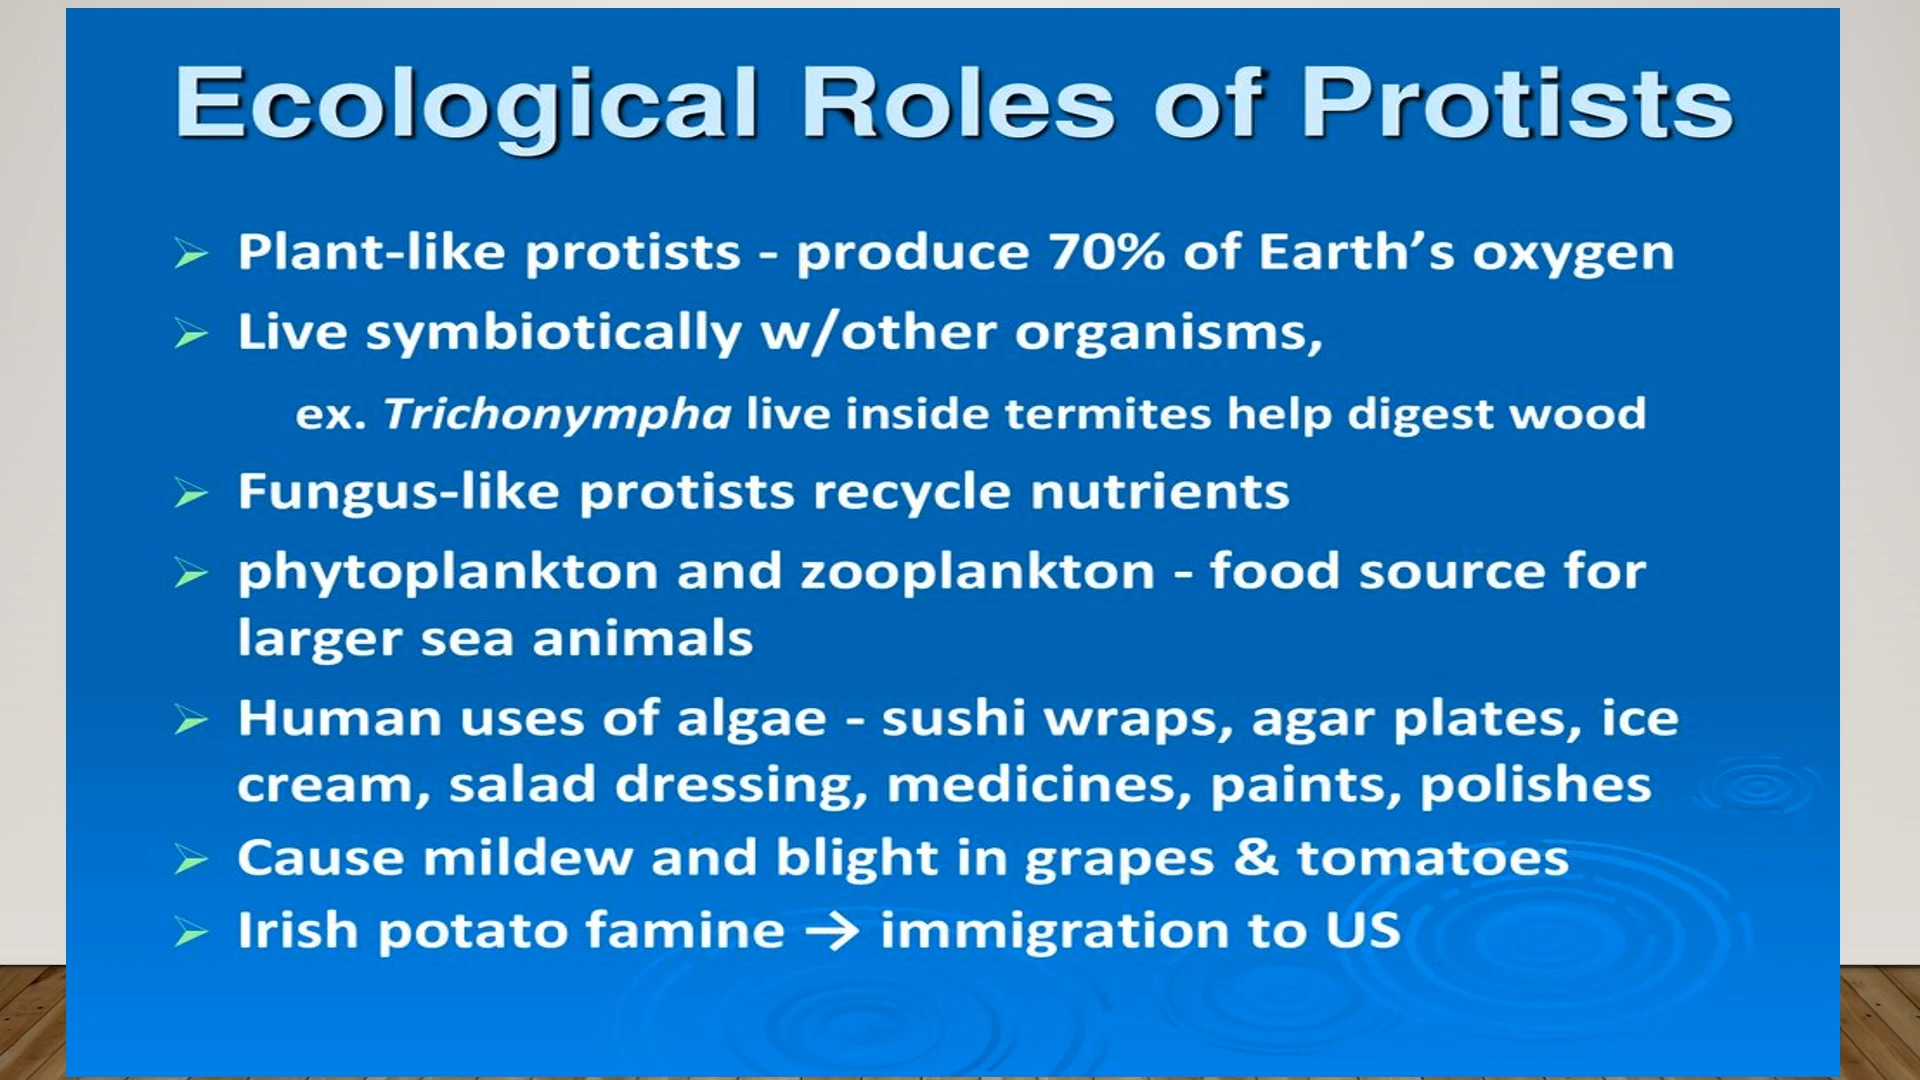 Ecological Roles of Protists
Plant-like protists - produce 70% of Earth’s oxygen
Live symbiotically w/other organisms,
ex. Trichonympha live inside termites help digest wood
Fungus-like protists recycle nutrients
phytoplankton and zooplankton - food source for
larger sea animals
Human uses of algae - sushi wraps, agar plates, ice
cream, salad dressing, medicines, paints, polishes
Cause mildew and blight in grapes & tomatoes
Irish potato famine → immigration to US